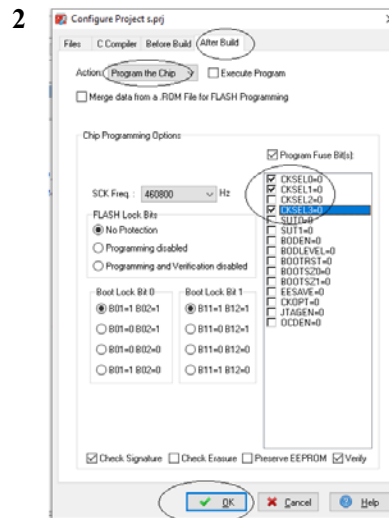 2
Configure Project s.prj
Files C Compiler Before Build After Build
Action: Program the Chip Execute Program
Merge data from a .ROM File for FLASH Programming
Chip Programming Options
Program Fuse Bit(s):
SCK Freq.: 460800 Hz
CKSEL0=0
CKSEL1=0
CKSEL2=0
CKSEL3=0
SUT0=0
SUT1=0
BODEN=0
BODLEVEL=0
BOOTRST=0
BOOTSZ0=0
BOOTSZ1=0
EESAVE=0
CKOPT=0
JTAGEN=0
OCDEN=0
FLASH Lock Bits
No Protection
Programming disabled
Programming and Verification disabled
Boot Lock Bit 0 Boot Lock Bit 1
B01=1 B02=1 B11=1 B12=1
B01=0 B02=1 B11=0 B12=1
B01=0 B02=0 B11=0 B12=0
B01=1 B02=0 B11=1 B12=0
Check Signature Check Erasure Preserve EEPROM Verify
OK Cancel Help